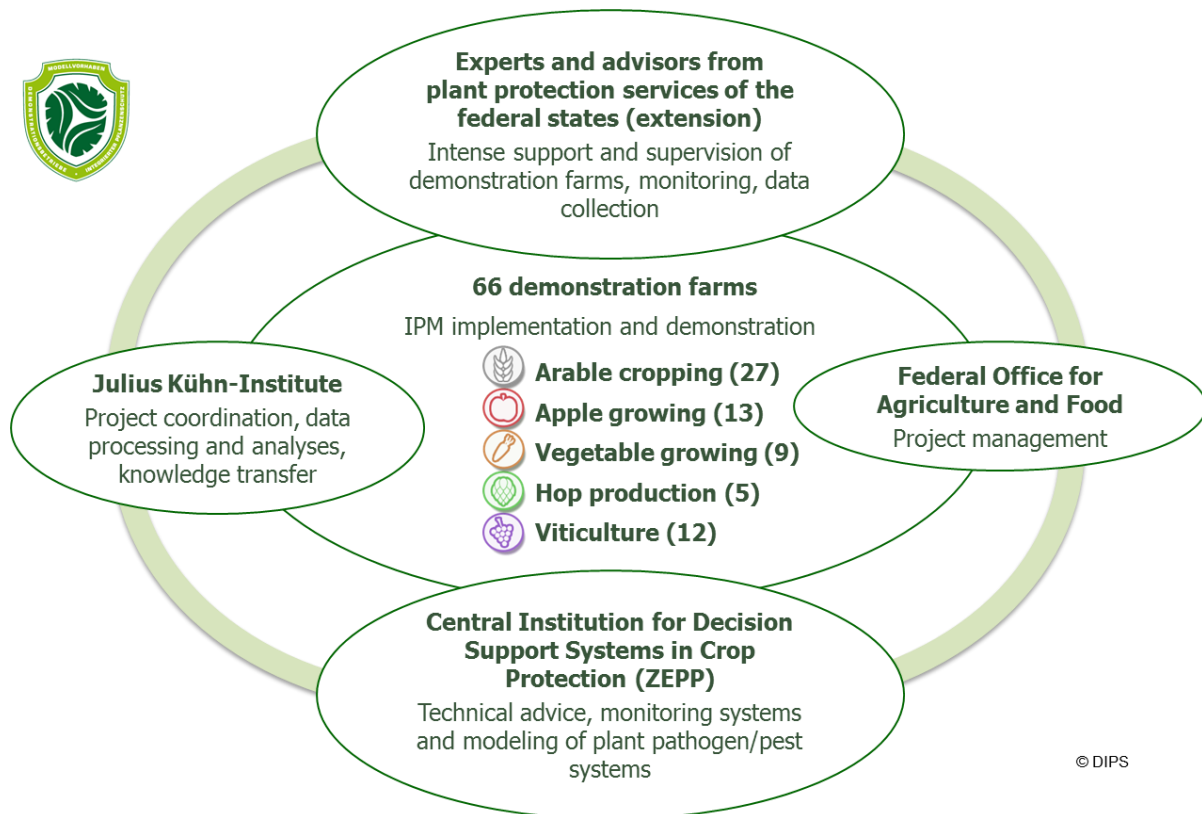 MODELLVORHABEN
DEMONSTRATIONSBETRIEBE • INTEGRIERTER PFLANZENSCHUTZ
Experts and advisors from
plant protection services of the
federal states (extension)
Intense support and supervision of
demonstration farms, monitoring, data
collection
66 demonstration farms
IPM implementation and demonstration
Arable cropping (27)
Apple growing (13)
Vegetable growing (9)
Hop production (5)
Viticulture (12)
Julius Kühn-Institute
Project coordination, data
processing and analyses,
knowledge transfer
Federal Office for
Agriculture and Food
Project management
Central Institution for Decision
Support Systems in Crop
Protection (ZEPP)
Technical advice, monitoring systems
and modeling of plant pathogen/pest
systems
© DIPS